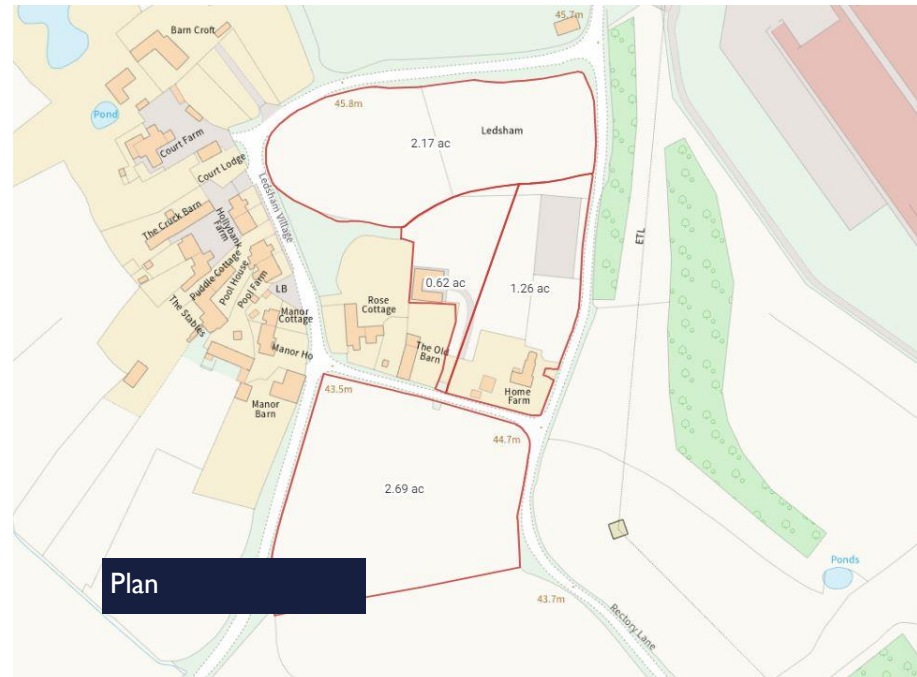 45.7m
Barn Croft
45.8m
Pond
Ledsham
Court Farm
2.17 ac
Court Lodge
Ledsham Village
The Cruck Barn
Hollybank
Farm
ETL
Puddle Cottage
Pool House
Pool Farm
0.62 ac
1.26 ac
LB
Rose
Cottage
The Stables
Manor
Cottage
Manor Ho
The Old
Barn
Home
Farm
43.5m
Manor
Barn
44.7m
2.69 ac
Ponds
Plan
43.7m
Rectory Lane